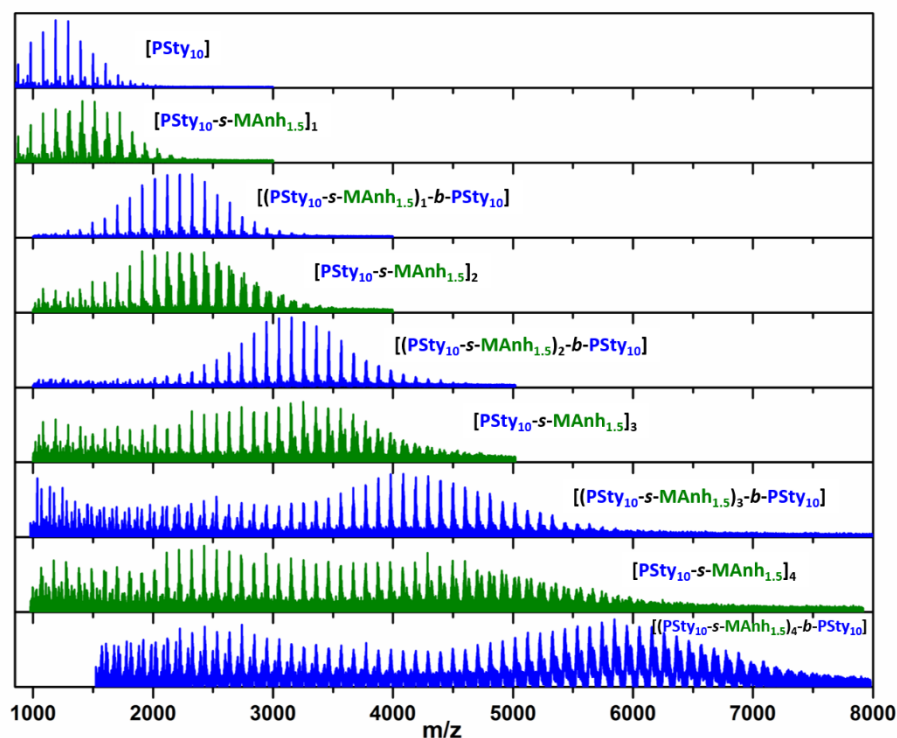 [PSty₁₀]
[PSty₁₀-s-MAnh₁.₅]₁
[(PSty₁₀-s-MAnh₁.₅)₁-b-PSty₁₀]
[PSty₁₀-s-MAnh₁.₅]₂
[(PSty₁₀-s-MAnh₁.₅)₂-b-PSty₁₀]
[PSty₁₀-s-MAnh₁.₅]₃
[(PSty₁₀-s-MAnh₁.₅)₃-b-PSty₁₀]
[PSty₁₀-s-MAnh₁.₅]₄
[(PSty₁₀-s-MAnh₁.₅)₄-b-PSty₁₀]
1000 2000 3000 4000 5000 6000 7000 8000
m/z